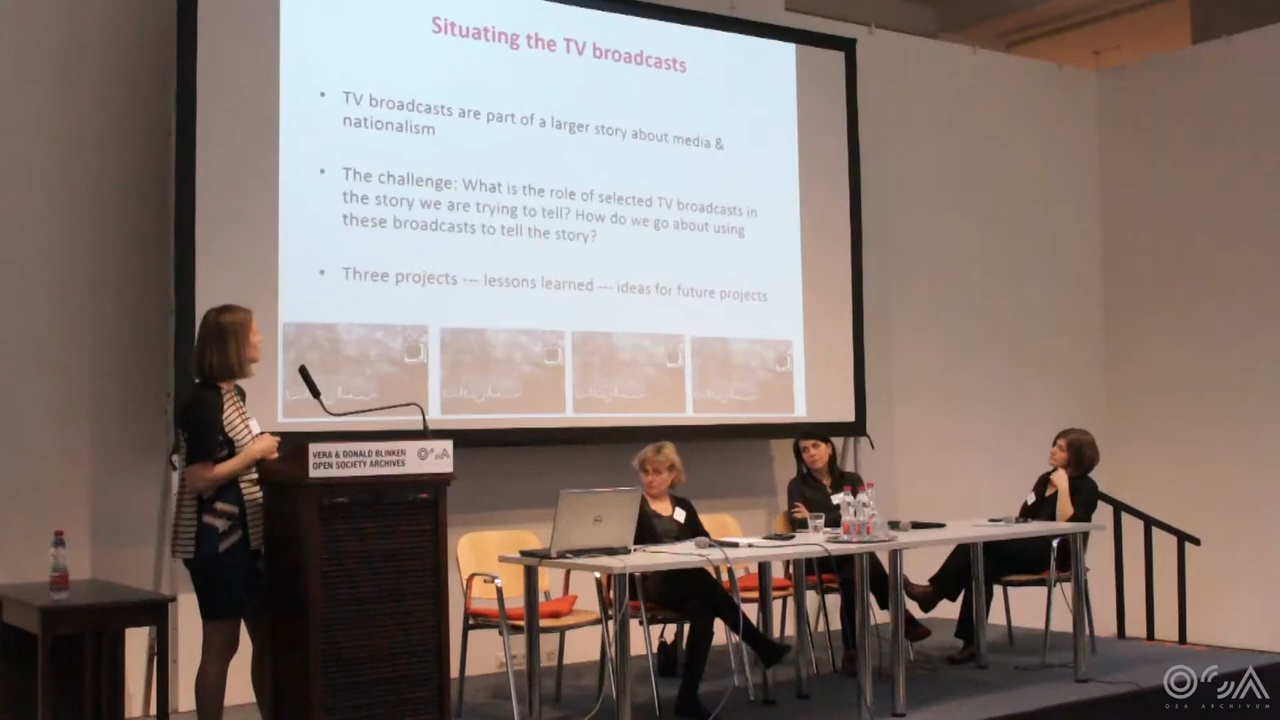 Situating the TV broadcasts
• TV broadcasts are part of a larger story about media &
nationalism
• The challenge: What is the role of selected TV broadcasts in
the story we are trying to tell? How do we go about using
these broadcasts to tell the story?
• Three projects --- lessons learned --- ideas for future projects
VERA & DONALD BLINKEN
OPEN SOCIETY ARCHIVES
OSA ARCHIVUM